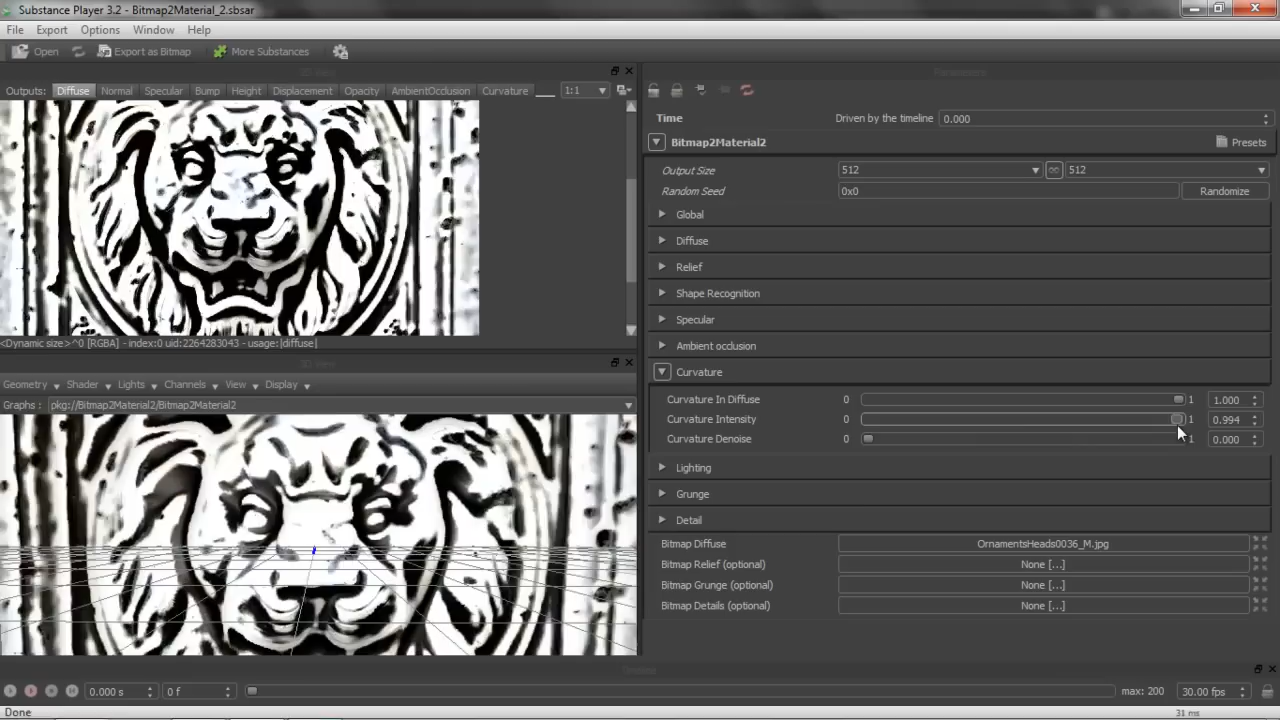 Substance Player 3.2 - Bitmap2Material_2.sbsar
File Export Options Window Help
Open Export as Bitmap More Substances
Outputs: Diffuse Normal Specular Bump Height Displacement Opacity AmbientOcclusion Curvature 1:1
<Dynamic size>^0 [RGBA] - index:0 uid:2264283043 - usage:|diffuse|
3D View
Geometry Shader Lights Channels View Display
Graphs : pkg://Bitmap2Material2/Bitmap2Material2
Parameters
Time Driven by the timeline 0.000
Bitmap2Material2 Presets
Output Size 512 512
Random Seed 0x0 Randomize
Global
Diffuse
Relief
Shape Recognition
Specular
Ambient occlusion
Curvature
Curvature In Diffuse 0 1 1.000
Curvature Intensity 0 1 0.994
Curvature Denoise 0 1 0.000
Lighting
Grunge
Detail
Bitmap Diffuse OrnamentsHeads0036_M.jpg
Bitmap Relief (optional) None [...]
Bitmap Grunge (optional) None [...]
Bitmap Details (optional) None [...]
0.000 s 0 f max: 200 30.00 fps
Done 31 ms